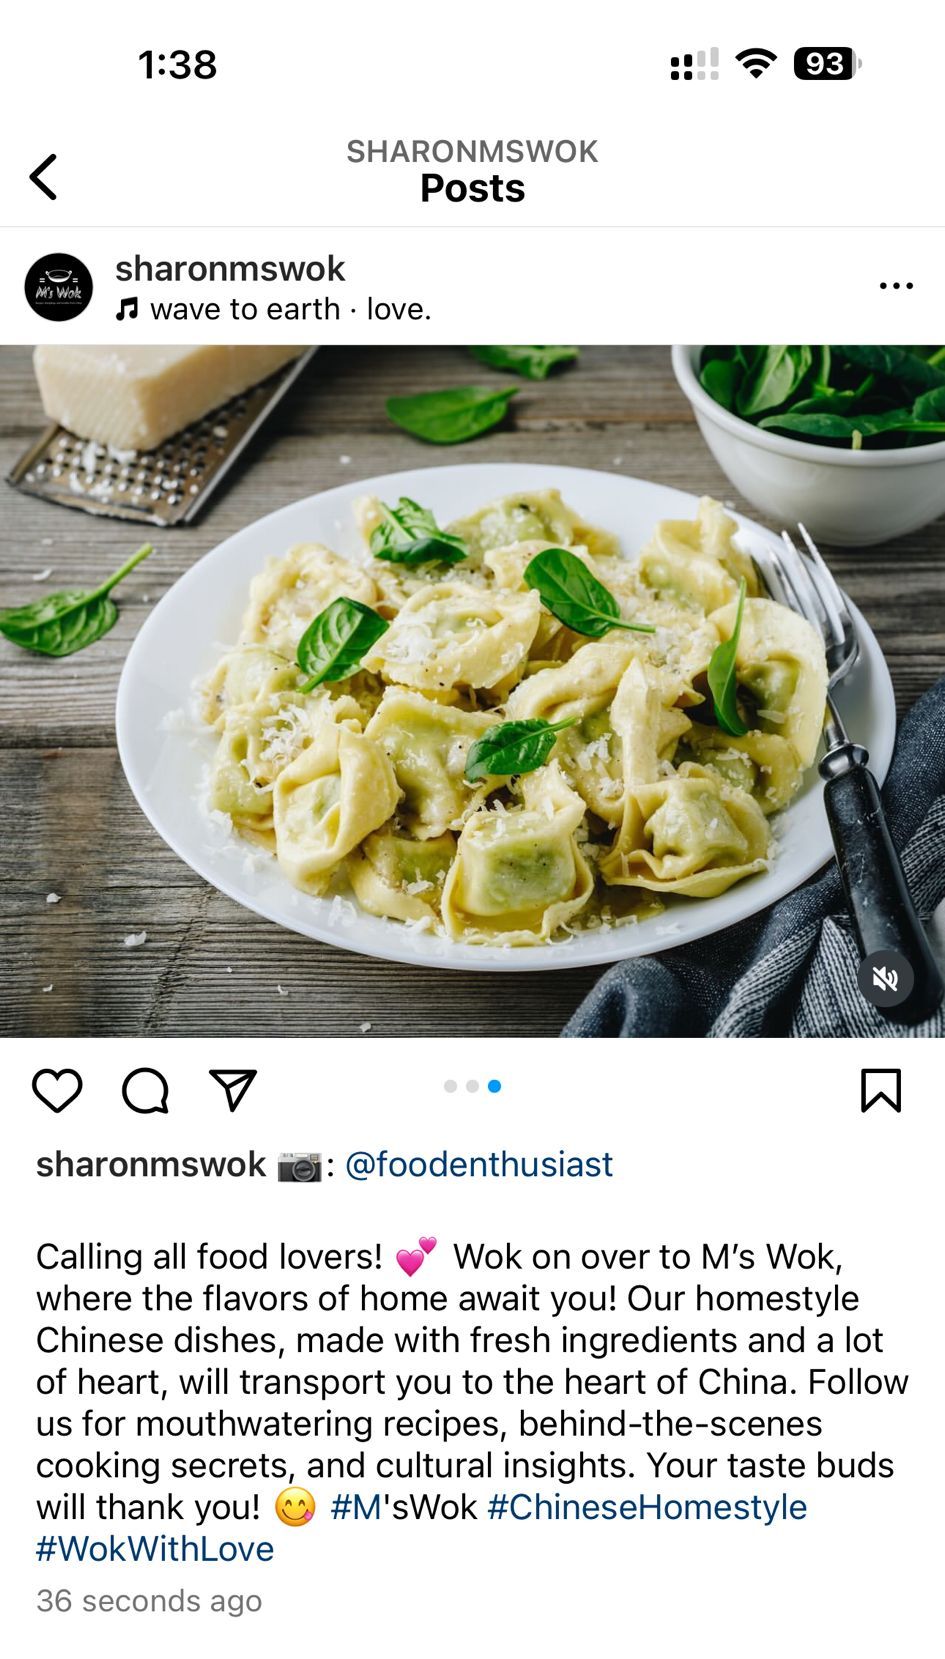 1:38
93
SHARONMSWOK
Posts
M's Wok
sharonmswok
wave to earth · love.
sharonmswok 📷: @foodenthusiast
Calling all food lovers! 💕 Wok on over to M’s Wok,
where the flavors of home await you! Our homestyle
Chinese dishes, made with fresh ingredients and a lot
of heart, will transport you to the heart of China. Follow
us for mouthwatering recipes, behind-the-scenes
cooking secrets, and cultural insights. Your taste buds
will thank you! 😋 #M'sWok #ChineseHomestyle
#WokWithLove
36 seconds ago